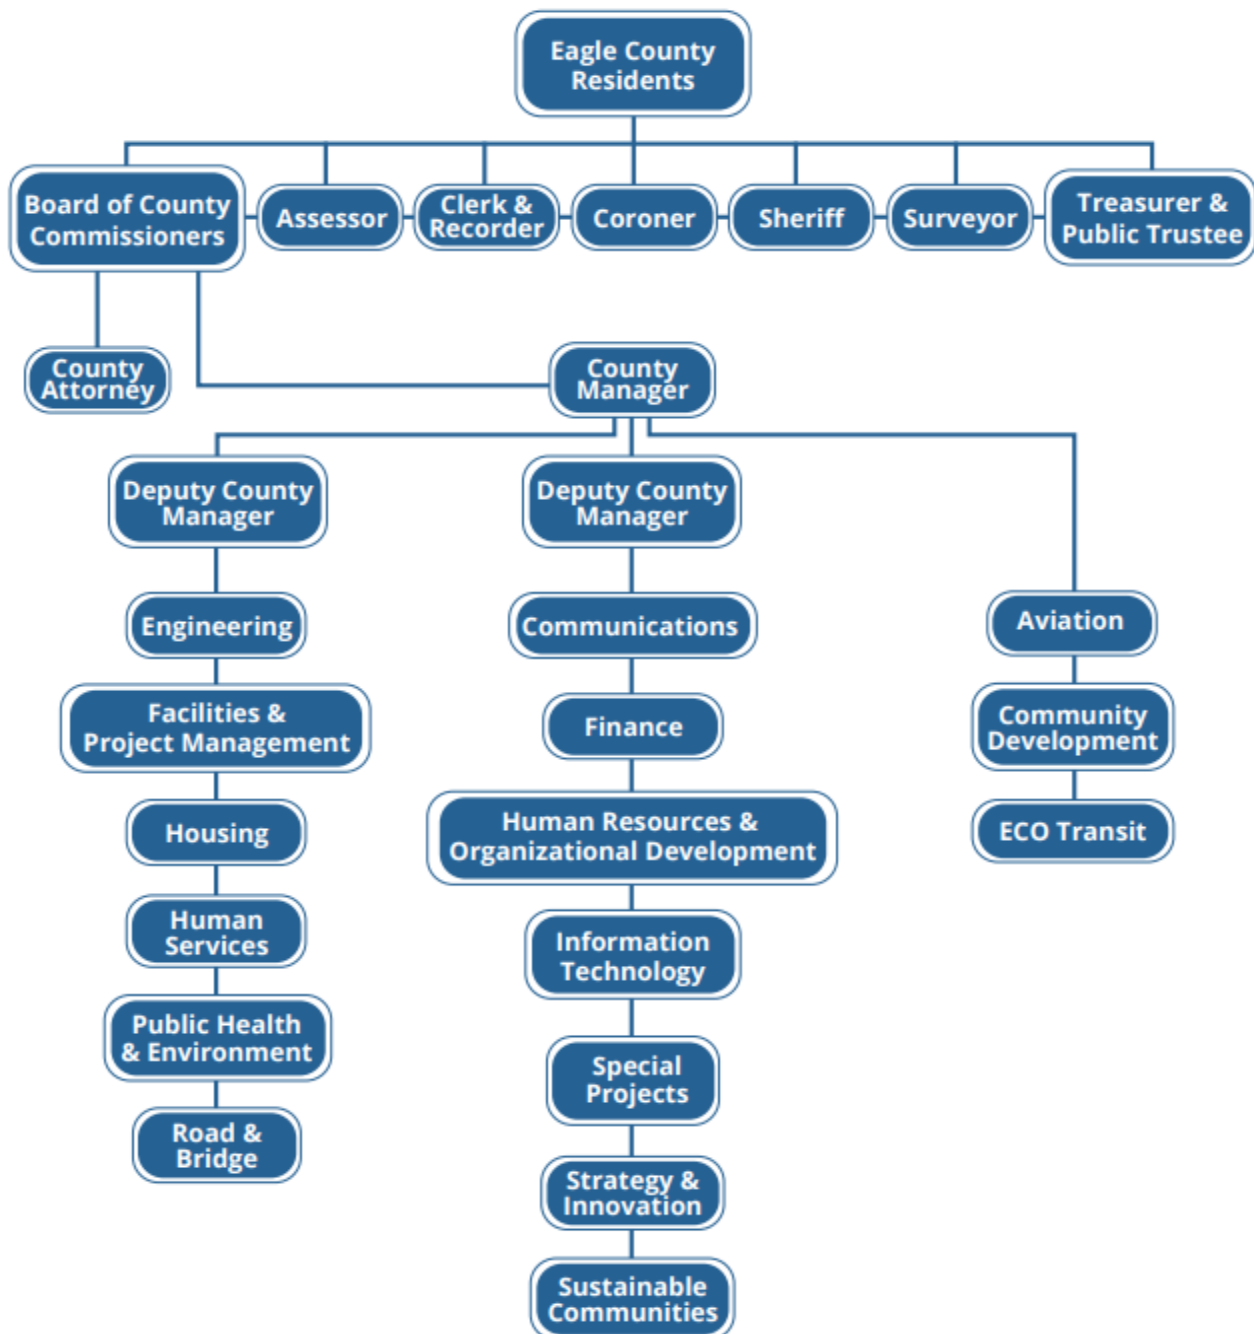 Eagle County
Residents
Board of County
Commissioners
Assessor
Clerk &
Recorder
Coroner
Sheriff
Surveyor
Treasurer &
Public Trustee
County
Attorney
County
Manager
Deputy County
Manager
Deputy County
Manager
Engineering
Facilities &
Project Management
Housing
Human
Services
Public Health
& Environment
Road &
Bridge
Communications
Finance
Human Resources &
Organizational Development
Information
Technology
Special
Projects
Strategy &
Innovation
Sustainable
Communities
Aviation
Community
Development
ECO Transit